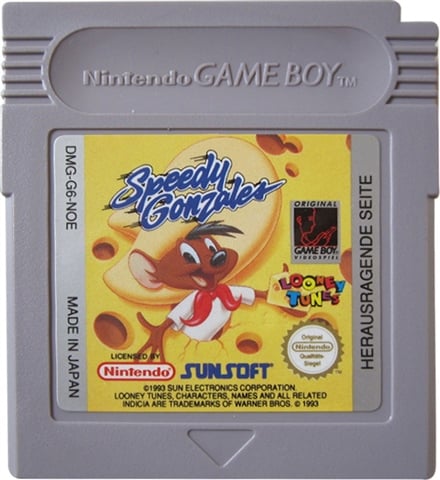 Nintendo GAME BOY™
DMG-G6-NOE
MADE IN JAPAN
Speedy
Gonzales
ORIGINAL
GAME BOY
VIDEOSPIEL
LOONEY
TUNES
HERAUSRAGENDE SEITE
Original
Nintendo
Qualitäts-
Siegel
LICENSED BY
Nintendo
SUNSOFT
©1993 SUN ELECTRONICS CORPORATION.
LOONEY TUNES, CHARACTERS, NAMES AND ALL RELATED
INDICIA ARE TRADEMARKS OF WARNER BROS. © 1993